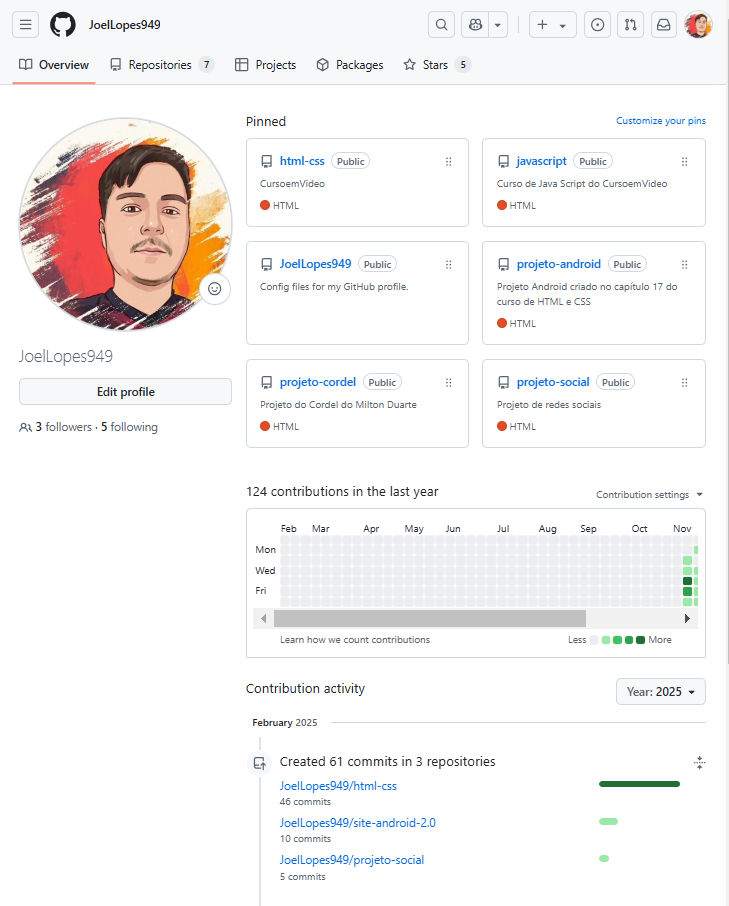 JoelLopes949
Overview
Repositories 7
Projects
Packages
Stars 5
JoelLopes949
Edit profile
3 followers · 5 following
Pinned
Customize your pins
html-css Public
CursoemVideo
HTML
javascript Public
Curso de Java Script do CursoemVideo
HTML
JoelLopes949 Public
Config files for my GitHub profile.
projeto-android Public
Projeto Android criado no capítulo 17 do
curso de HTML e CSS
HTML
projeto-cordel Public
Projeto do Cordel do Milton Duarte
HTML
projeto-social Public
Projeto de redes sociais
HTML
124 contributions in the last year
Contribution settings
Feb Mar Apr May Jun Jul Aug Sep Oct Nov
Mon
Wed
Fri
Learn how we count contributions
Less More
Contribution activity
Year: 2025
February 2025
Created 61 commits in 3 repositories
JoelLopes949/html-css
46 commits
JoelLopes949/site-android-2.0
10 commits
JoelLopes949/projeto-social
5 commits